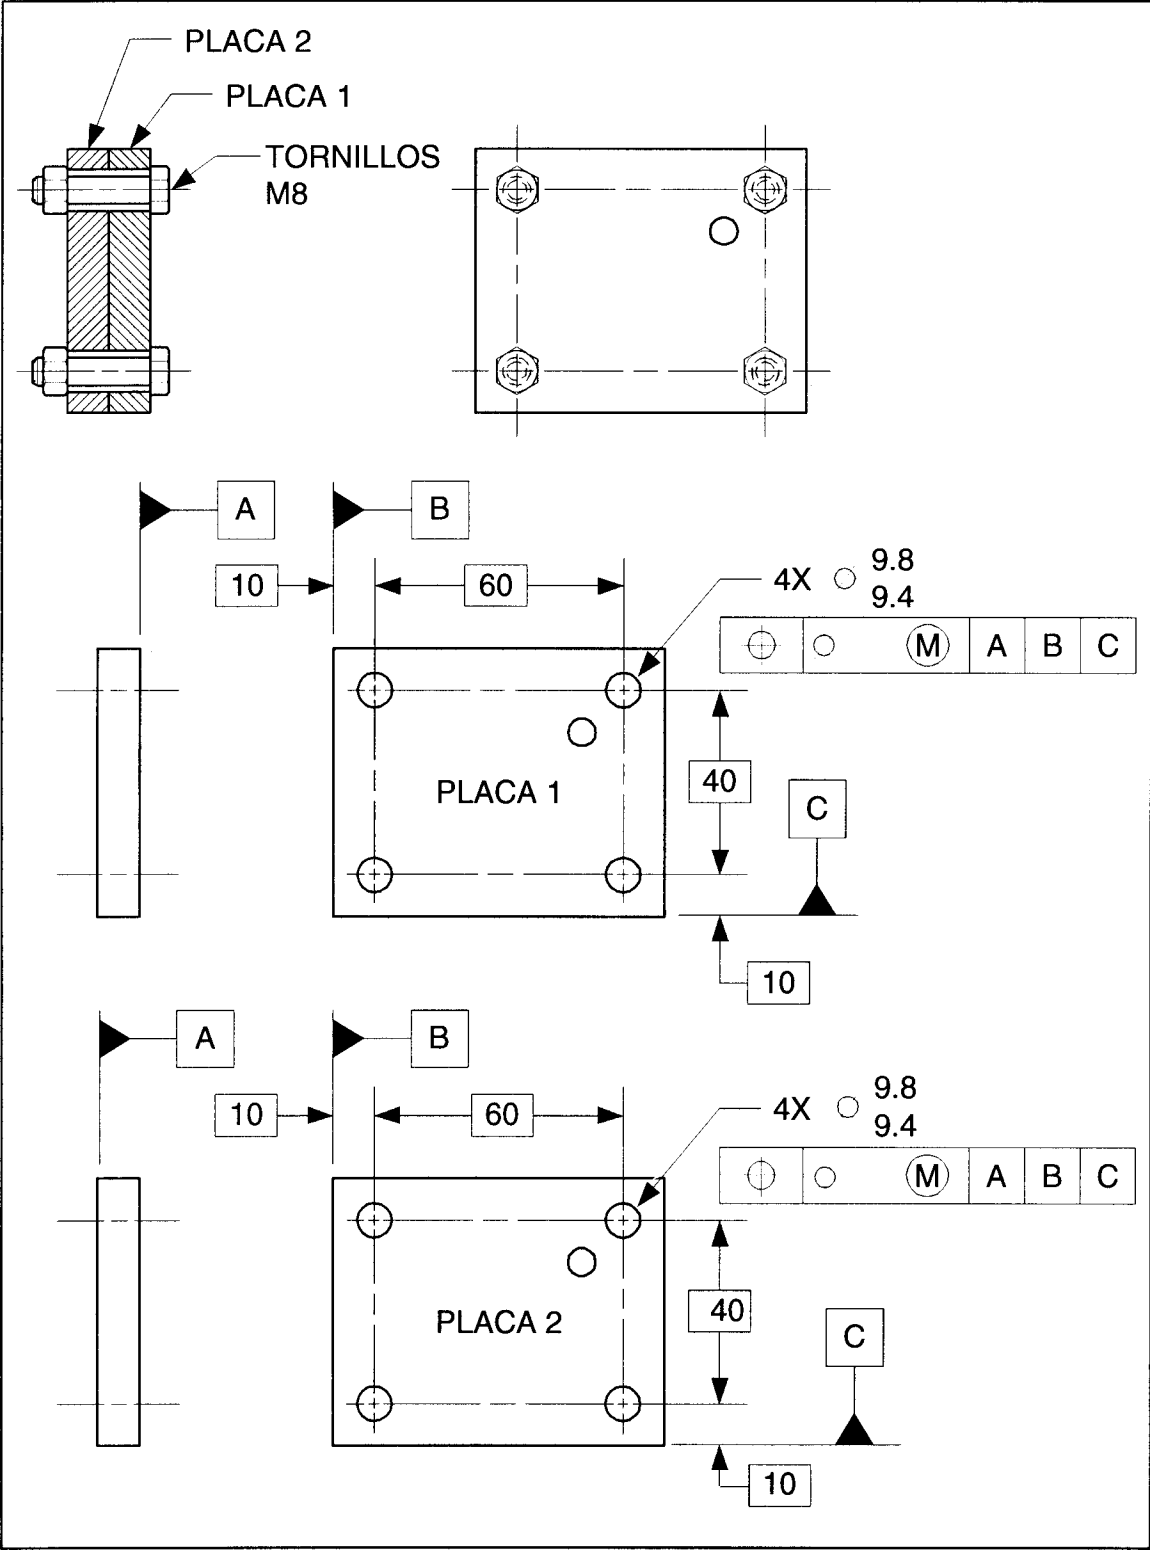 PLACA 2
PLACA 1
TORNILLOS
M8
A
B
10
60
4X ○ 9.8
9.4
⌖ ○ Ⓜ A B C
PLACA 1
40
C
10
A
B
10
60
4X ○ 9.8
9.4
⌖ ○ Ⓜ A B C
PLACA 2
40
C
10